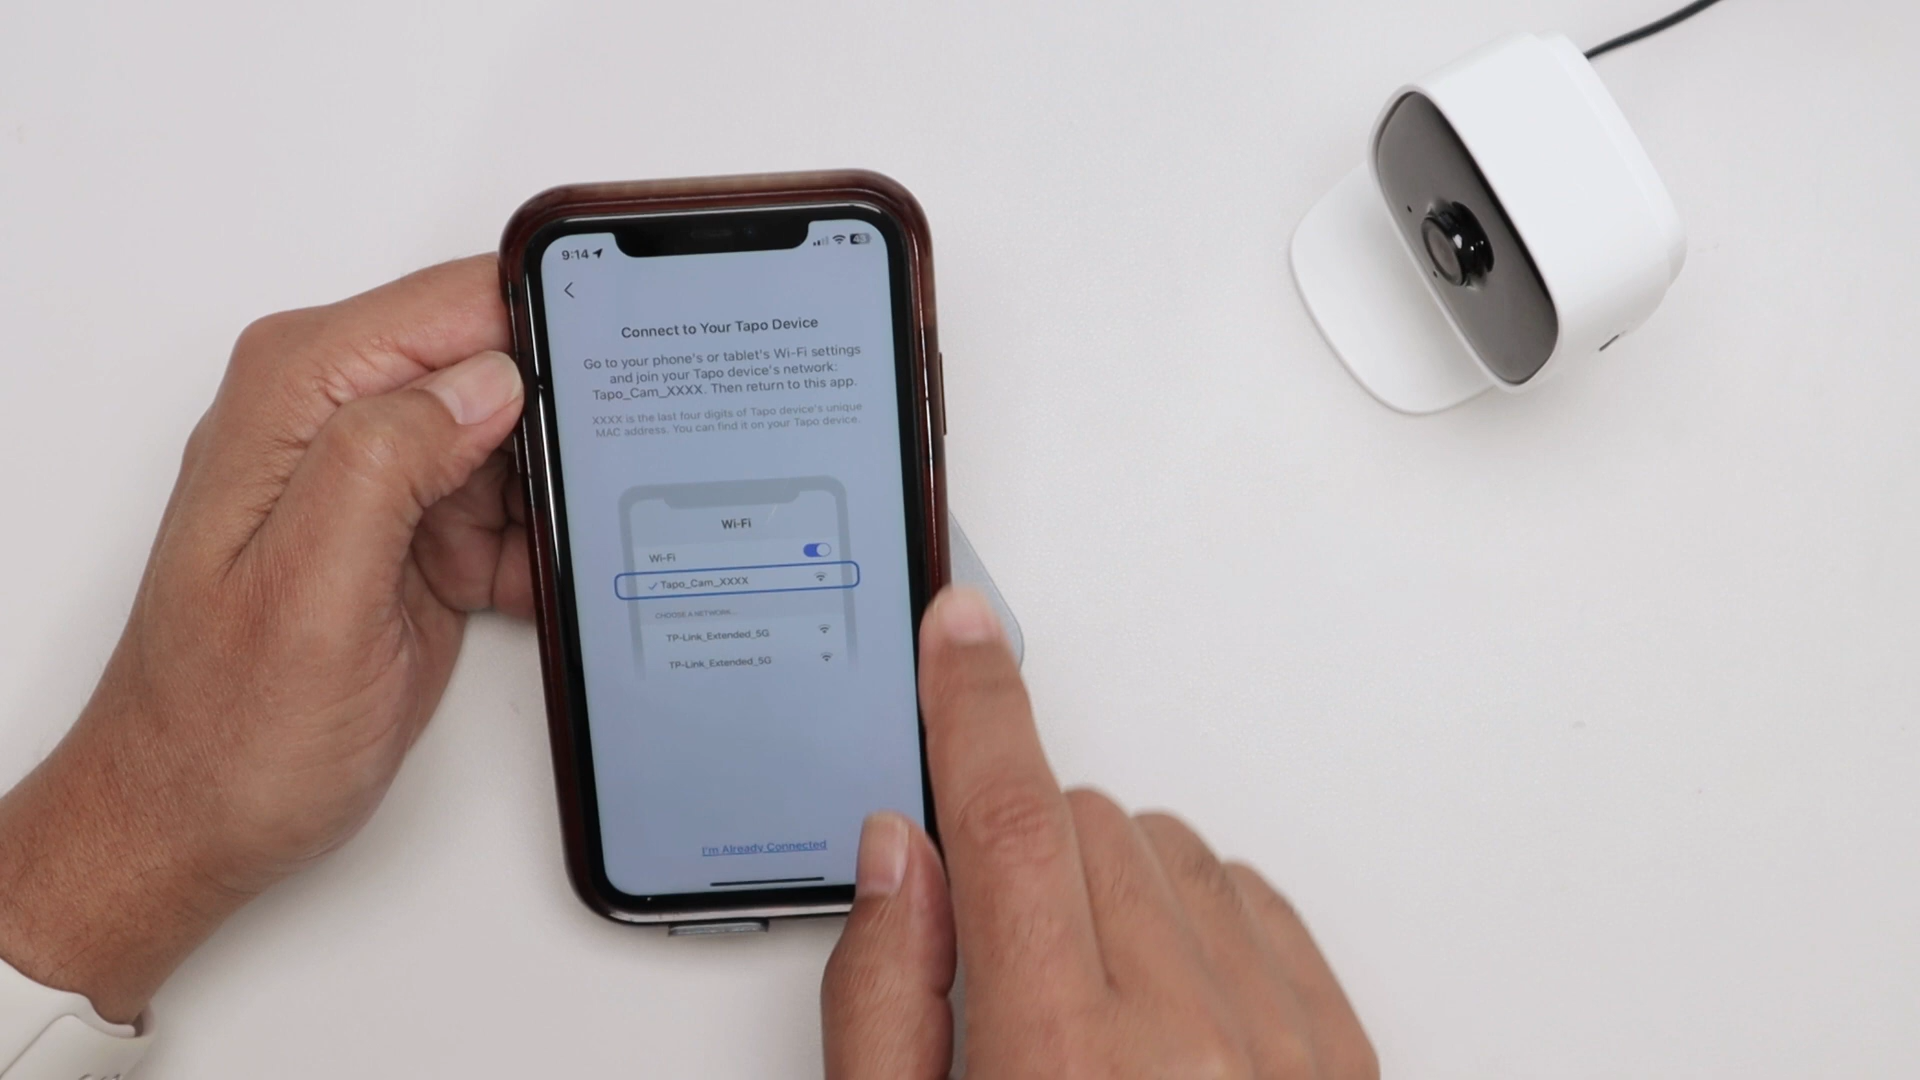 9:14
43
Connect to Your Tapo Device
Go to your phone's or tablet's Wi-Fi settings
and join your Tapo device's network:
Tapo_Cam_XXXX. Then return to this app.
XXXX is the last four digits of Tapo device's unique
MAC address. You can find it on your Tapo device.
Wi-Fi
Wi-Fi
Tapo_Cam_XXXX
CHOOSE A NETWORK...
TP-Link_Extended_5G
TP-Link_Extended_5G
I'm Already Connected